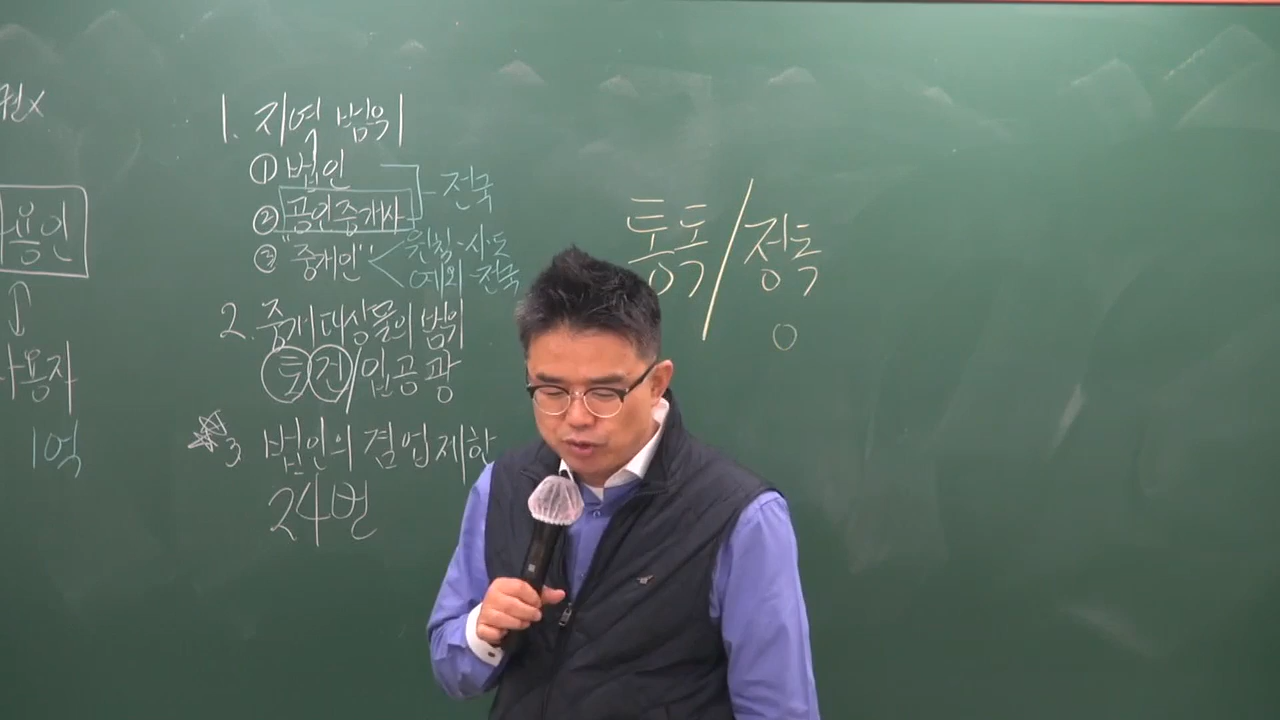 권x
용인
사용자
1억
1. 지역 범위
① 법인
② 공인중개사
전국
③ "중개인"
원칙-시·도
예외-전국
2. 중개대상물의 범위
토건/입공광
☆3 법인의 겸업제한
24번
통독/정독
○